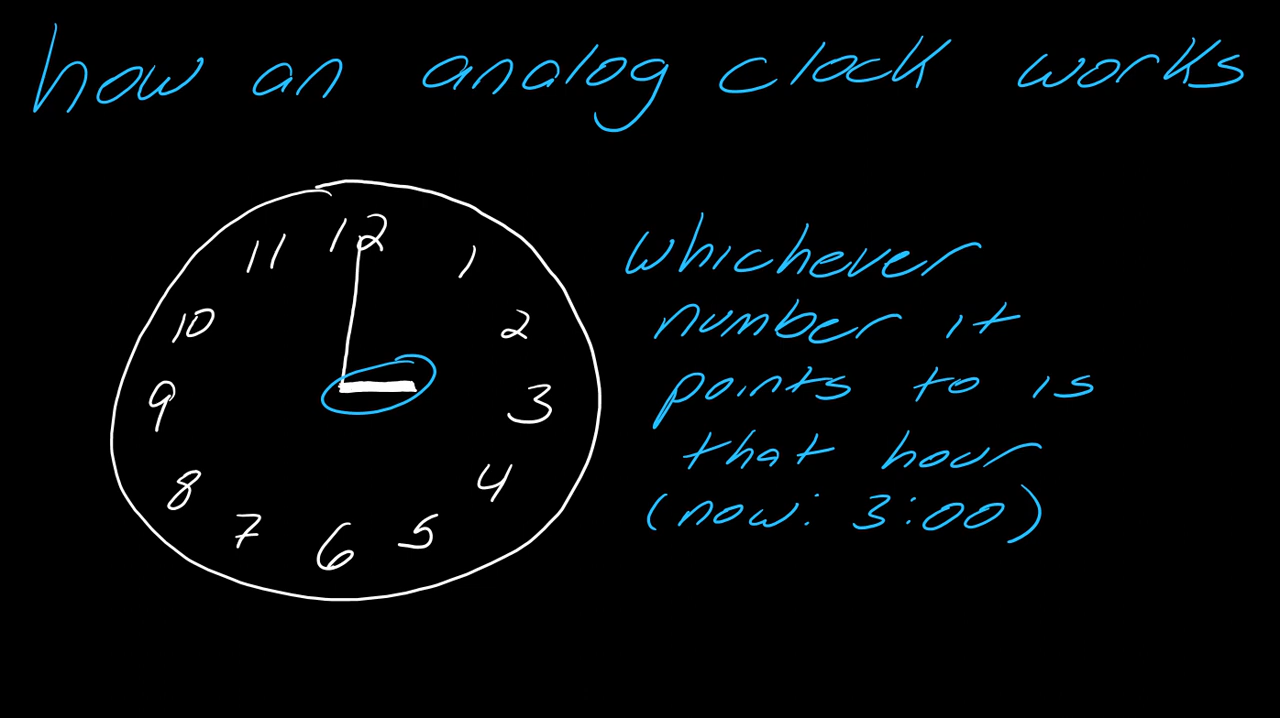 how an analog clock works
12
11
1
10
2
9
3
8
4
7
5
6
whichever
number it
points to is
that hour
(now: 3:00)